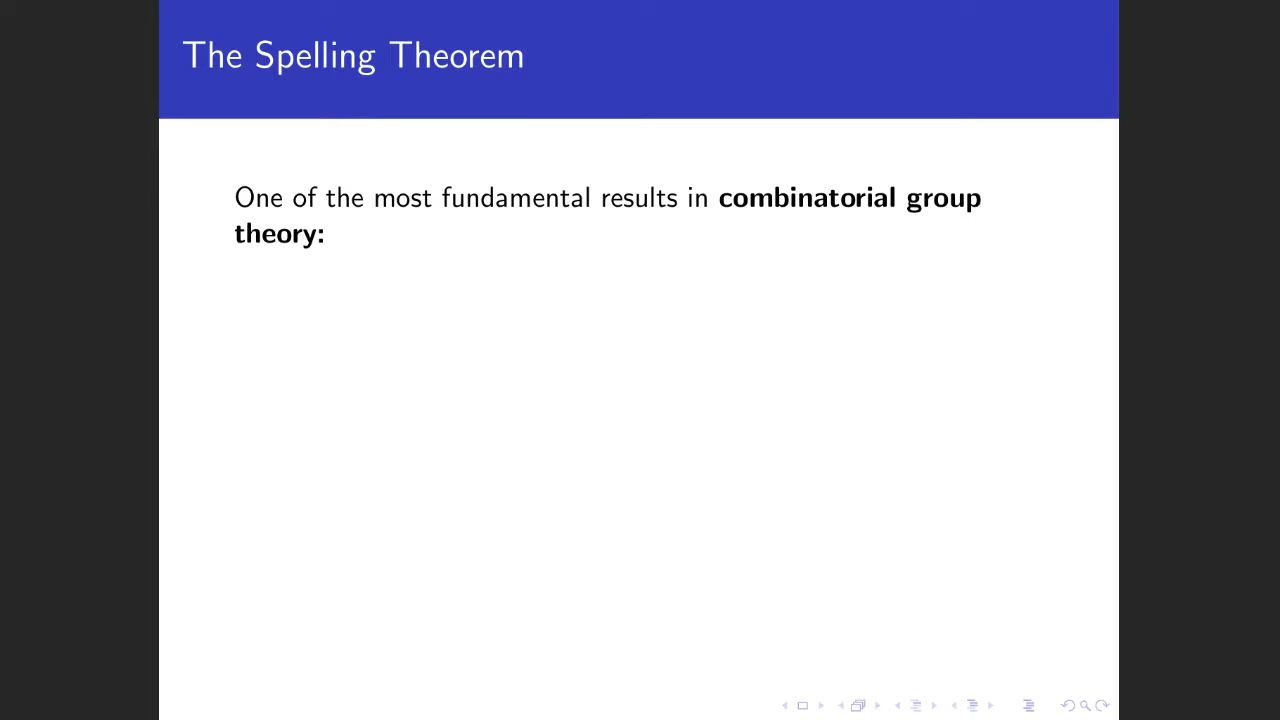 The Spelling Theorem
One of the most fundamental results in combinatorial group
theory: